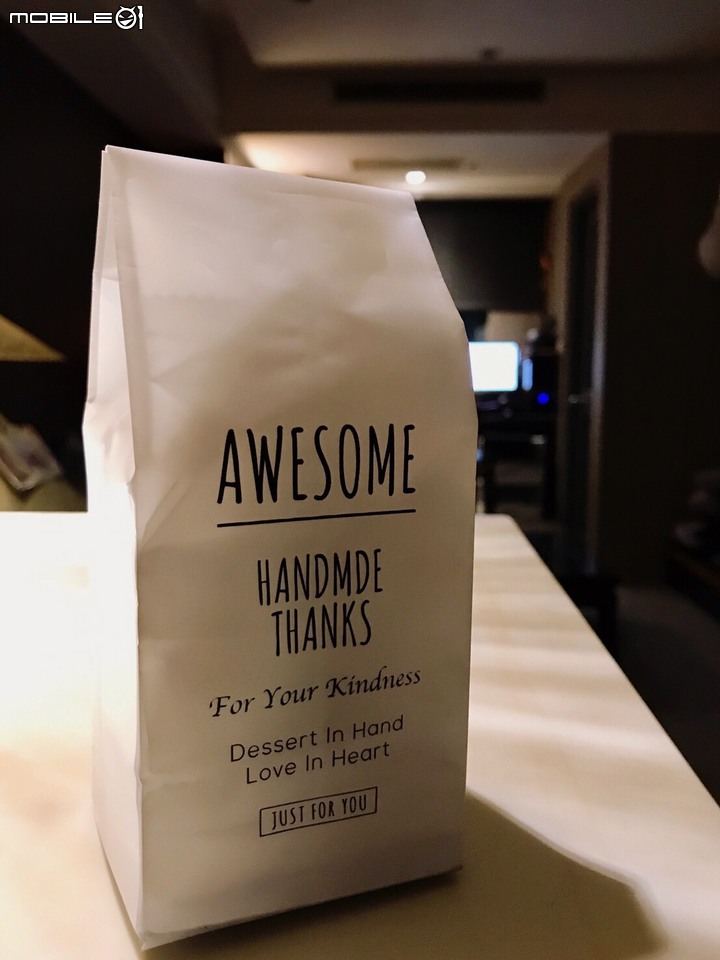 MOBILE01
AWESOME
HANDMDE
THANKS
For Your Kindness
Dessert In Hand
Love In Heart
JUST FOR YOU